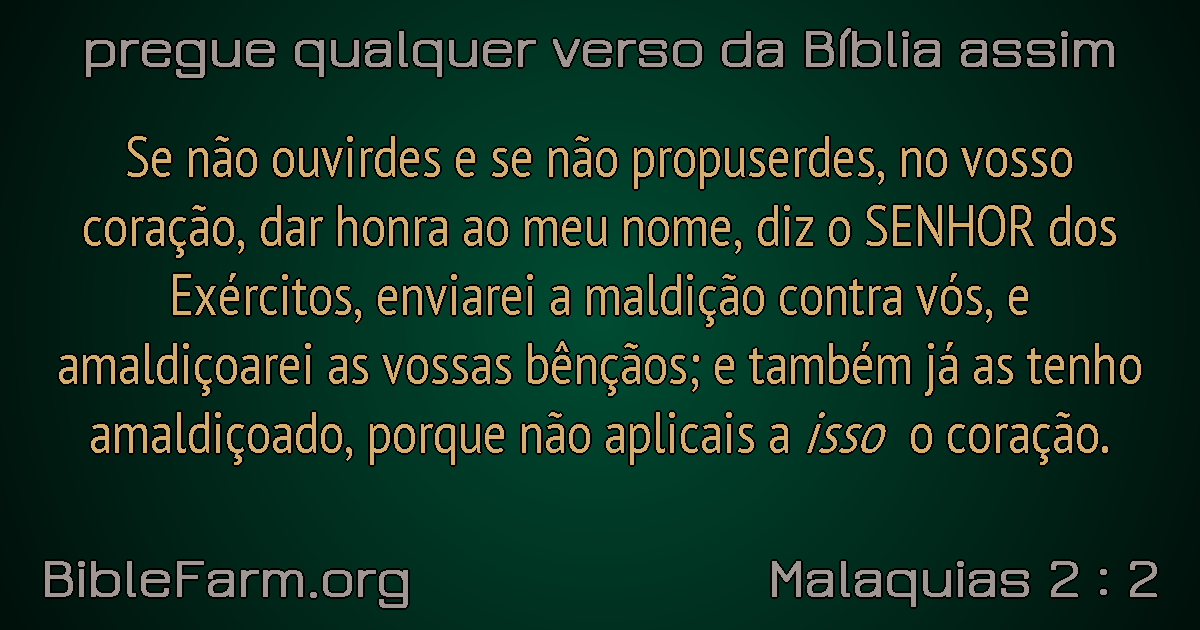 pregue qualquer verso da Bíblia assim
Se não ouvirdes e se não propuserdes, no vosso
coração, dar honra ao meu nome, diz o SENHOR dos
Exércitos, enviarei a maldição contra vós, e
amaldiçoarei as vossas bênçãos; e também já as tenho
amaldiçoado, porque não aplicais a isso o coração.
BibleFarm.org
Malaquias 2 : 2